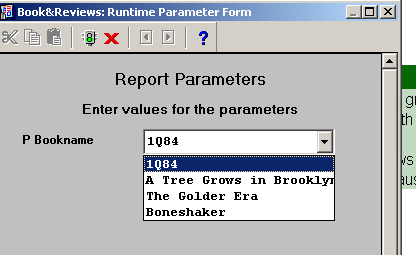 Book&Reviews: Runtime Parameter Form
?
Report Parameters
Enter values for the parameters
P Bookname
1Q84
1Q84
A Tree Grows in Brooklyn
The Golder Era
Boneshaker